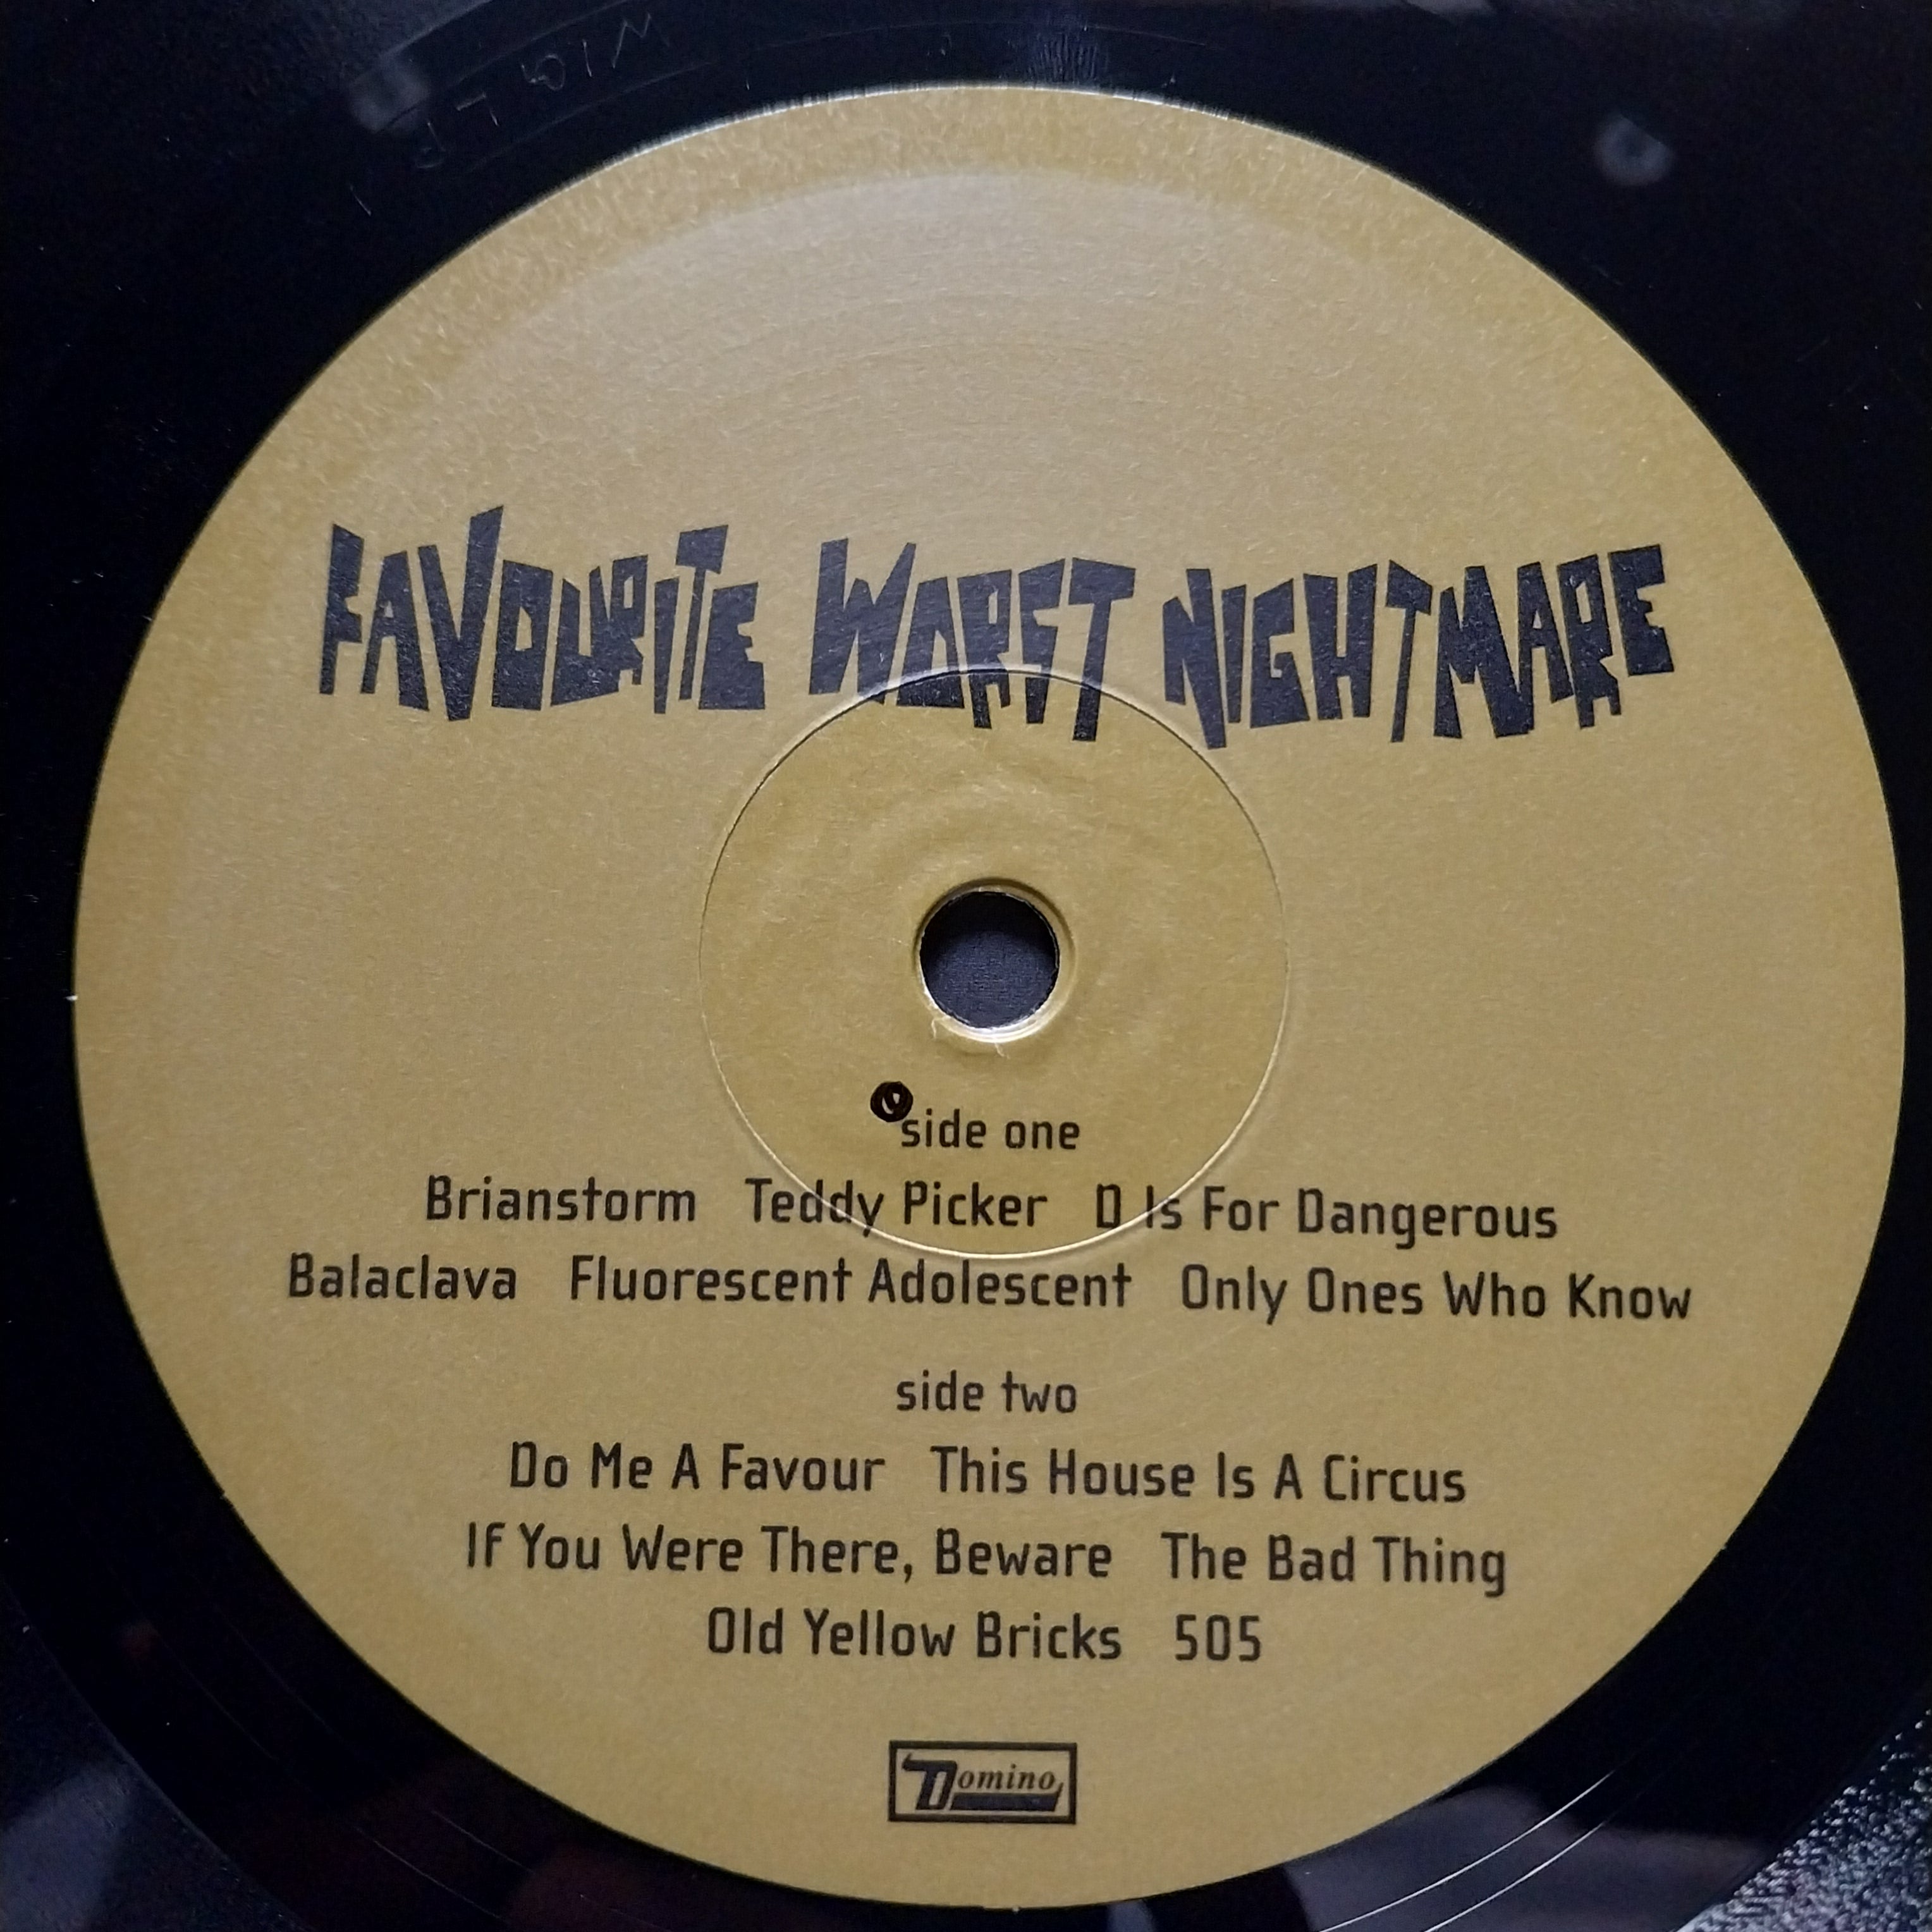 FAVOURITE WORST NIGHTMARE
side one
Brianstorm Teddy Picker D Is For Dangerous
Balaclava Fluorescent Adolescent Only Ones Who Know
side two
Do Me A Favour This House Is A Circus
If You Were There, Beware The Bad Thing
Old Yellow Bricks 505
Domino